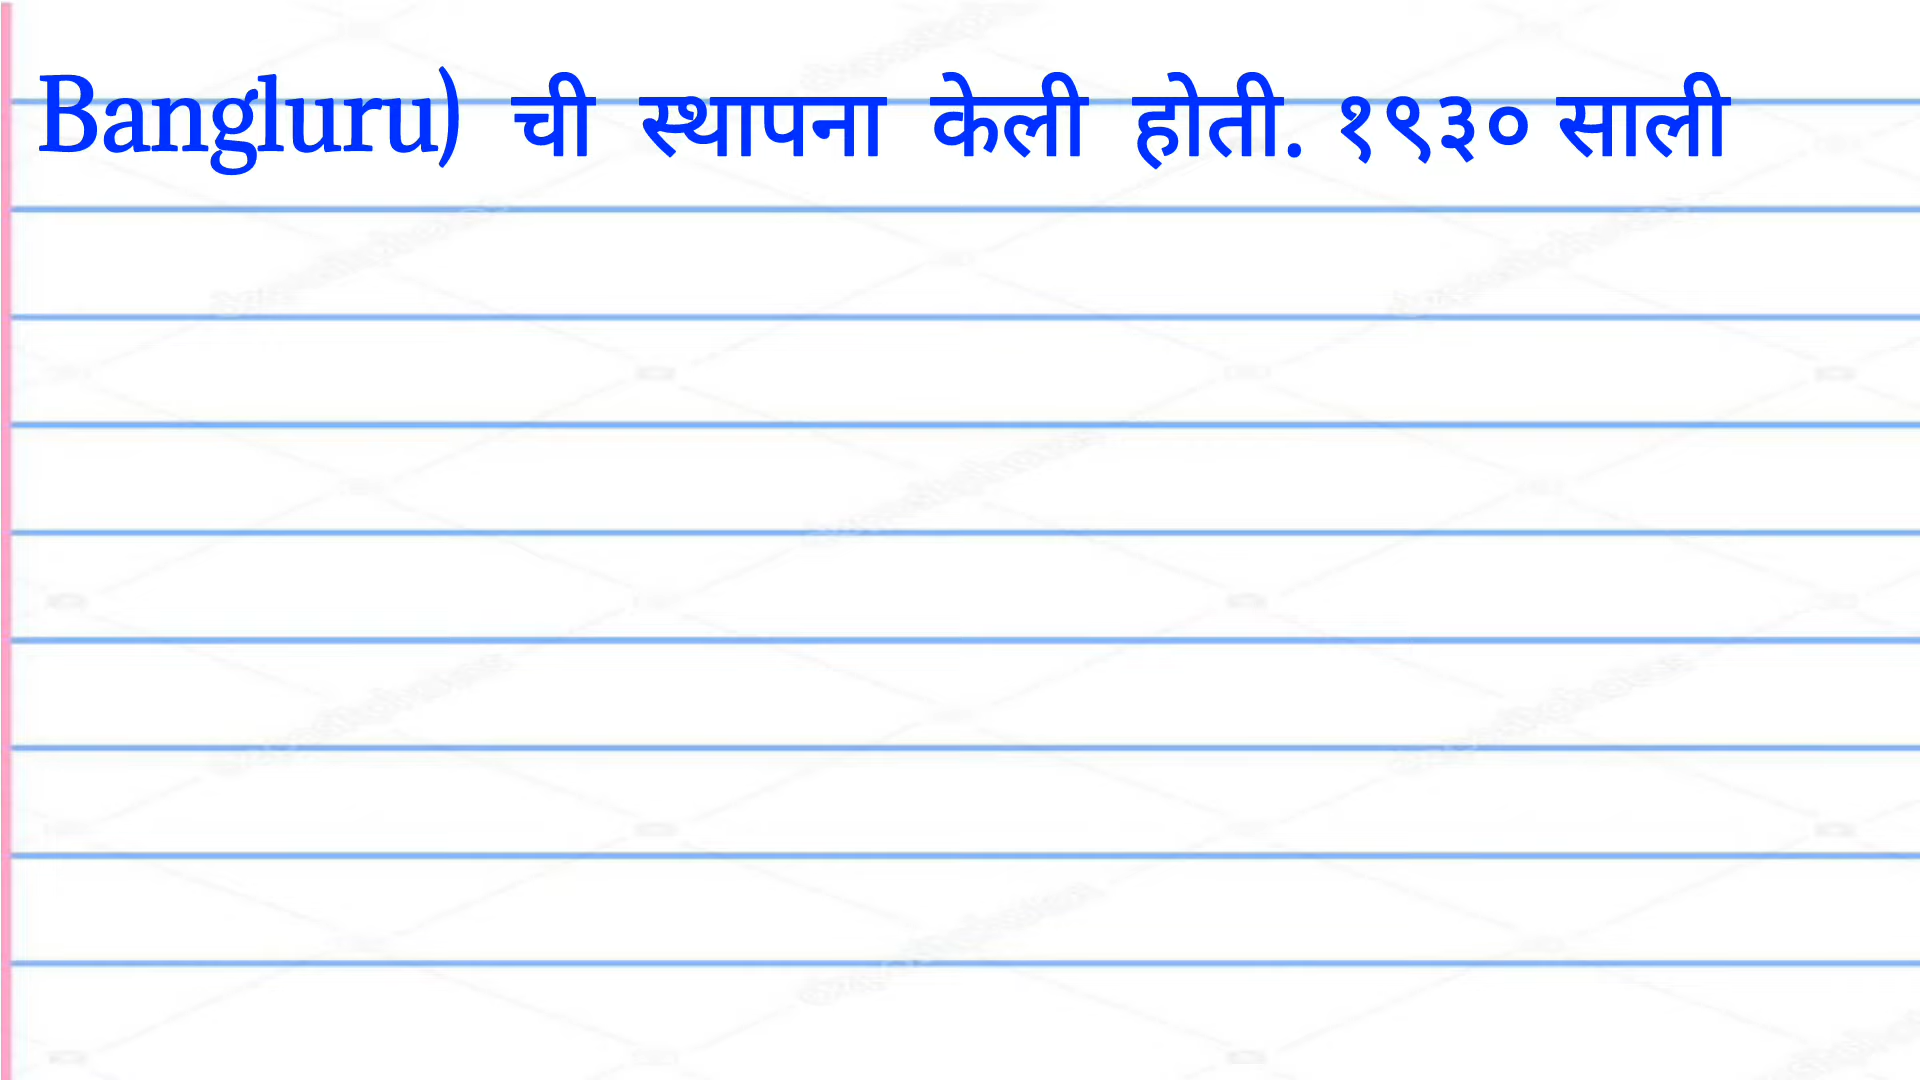 Bangluru) ची स्थापना केली होती. १९३० साली